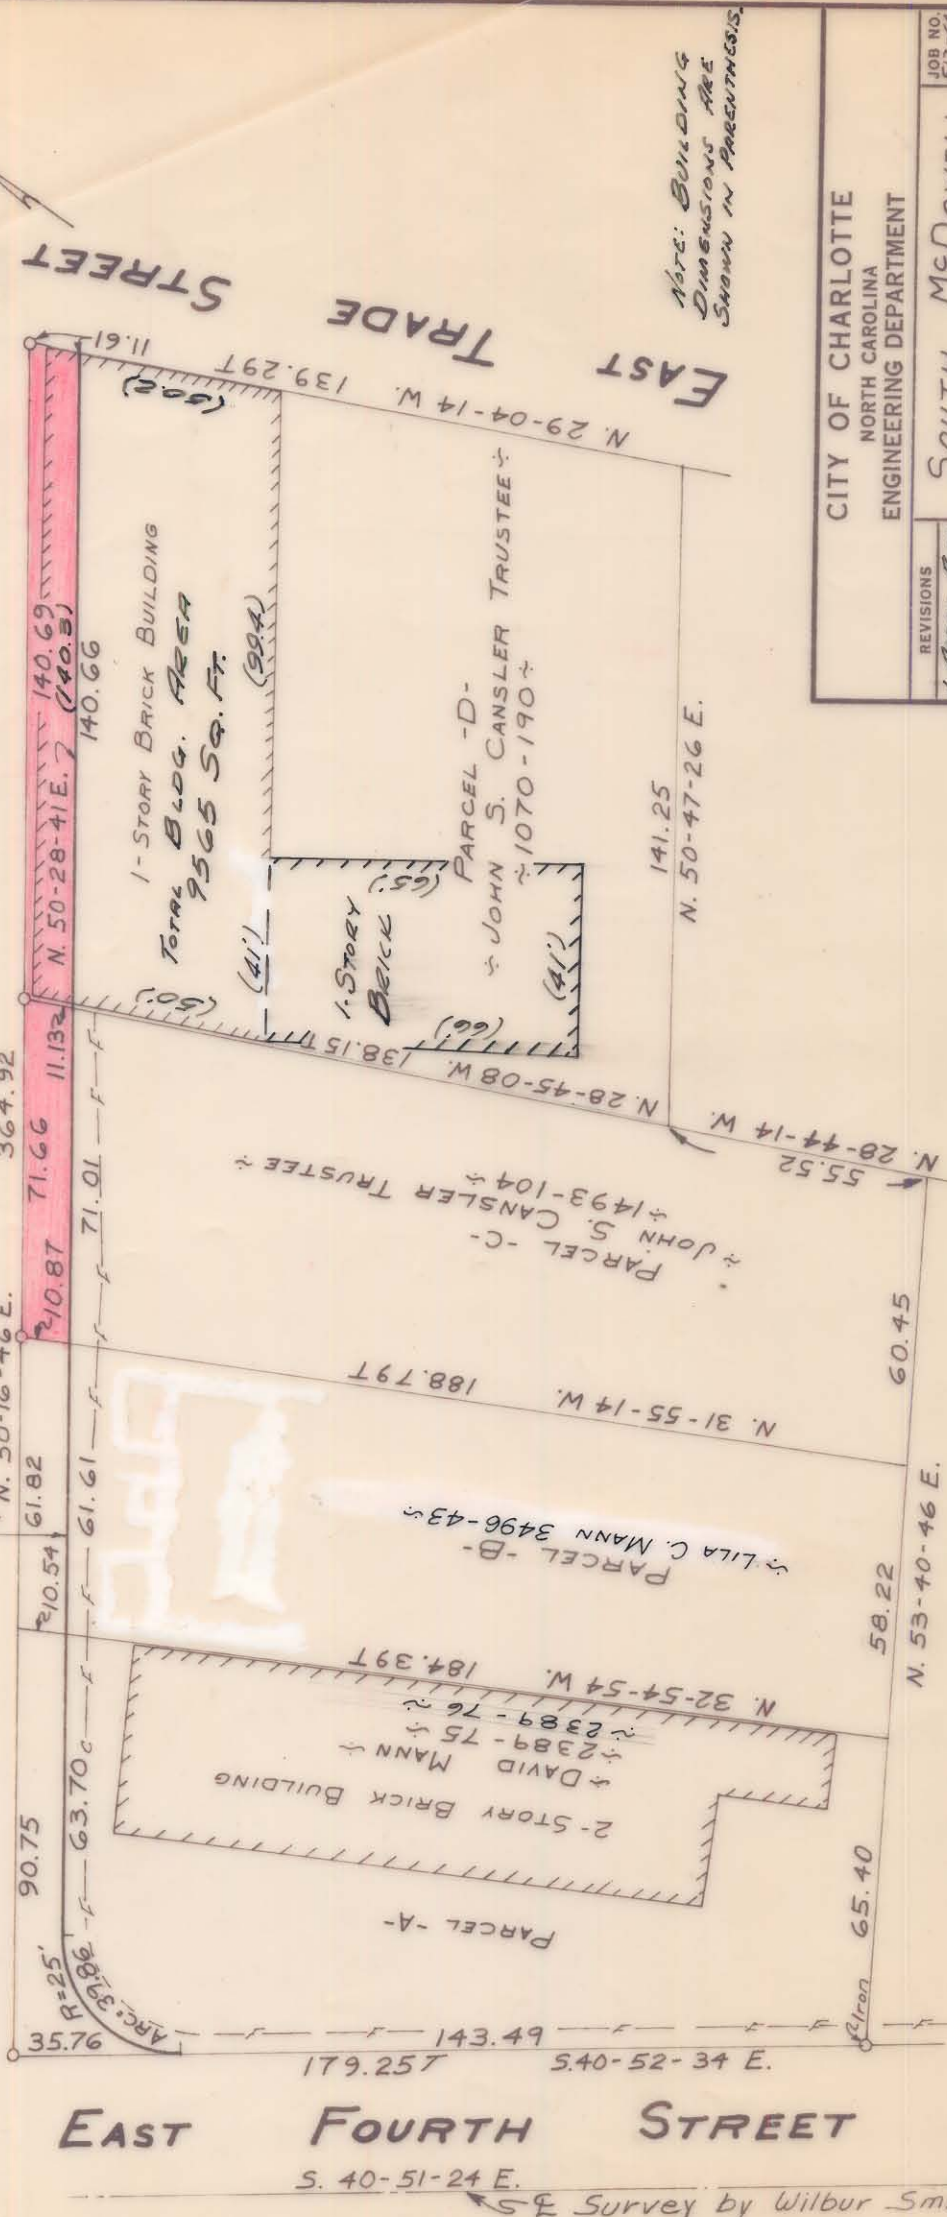 EAST TRADE STREET
NOTE: BUILDING
DIMENSIONS ARE
SHOWN IN PARENTHESIS.
CITY OF CHARLOTTE
NORTH CAROLINA
ENGINEERING DEPARTMENT
REVISIONS
JOB NO.
SOUTH
N. 50-16-46 E.
364.92
11.61
139.29T
N. 29-04-14 W.
(50.2)
140.69
(140.3)
N. 50-28-41 E.
140.66
1-STORY BRICK BUILDING
TOTAL BLDG. AREA
9565 SQ. FT.
(99.4)
(50')
(41')
1-STORY
BRICK
(65')
(66')
(41')
PARCEL -D-
JOHN S. CANSLER TRUSTEE
1070-190
141.25
N. 50-47-26 E.
71.66
11.13
10.87
71.01
138.15T
N. 28-45-08 W.
N. 28-44-14 W.
55.52
PARCEL -C-
JOHN S. CANSLER TRUSTEE
1493-104
60.45
188.79T
N. 31-55-14 W.
61.82
10.54
61.61
PARCEL -B-
LILA C. MANN 3496-43
58.22
N. 53-40-46 E.
184.39T
N. 32-54-54 W.
90.75
63.70 c
2-STORY BRICK BUILDING
DAVID MANN
2389-75
2389-76
PARCEL -A-
65.40
Iron
R=25'
ARC=39.86'
35.76
143.49
179.25T
S.40-52-34 E.
EAST FOURTH STREET
S. 40-51-24 E.
Survey by Wilbur